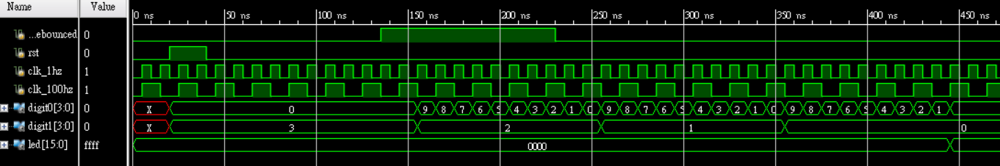 Name Value 0 ns 50 ns 100 ns 150 ns 200 ns 250 ns 300 ns 350 ns 400 ns 450 ns
...ebounced 0
rst 0
clk_1hz 1
clk_100hz 1
digit0[3:0] 0 X 0 9 8 7 6 5 4 3 2 1 0 9 8 7 6 5 4 3 2 1 0 9 8 7 6 5 4 3 2 1
digit1[3:0] 0 X 3 2 1 0
led[15:0] ffff 0000